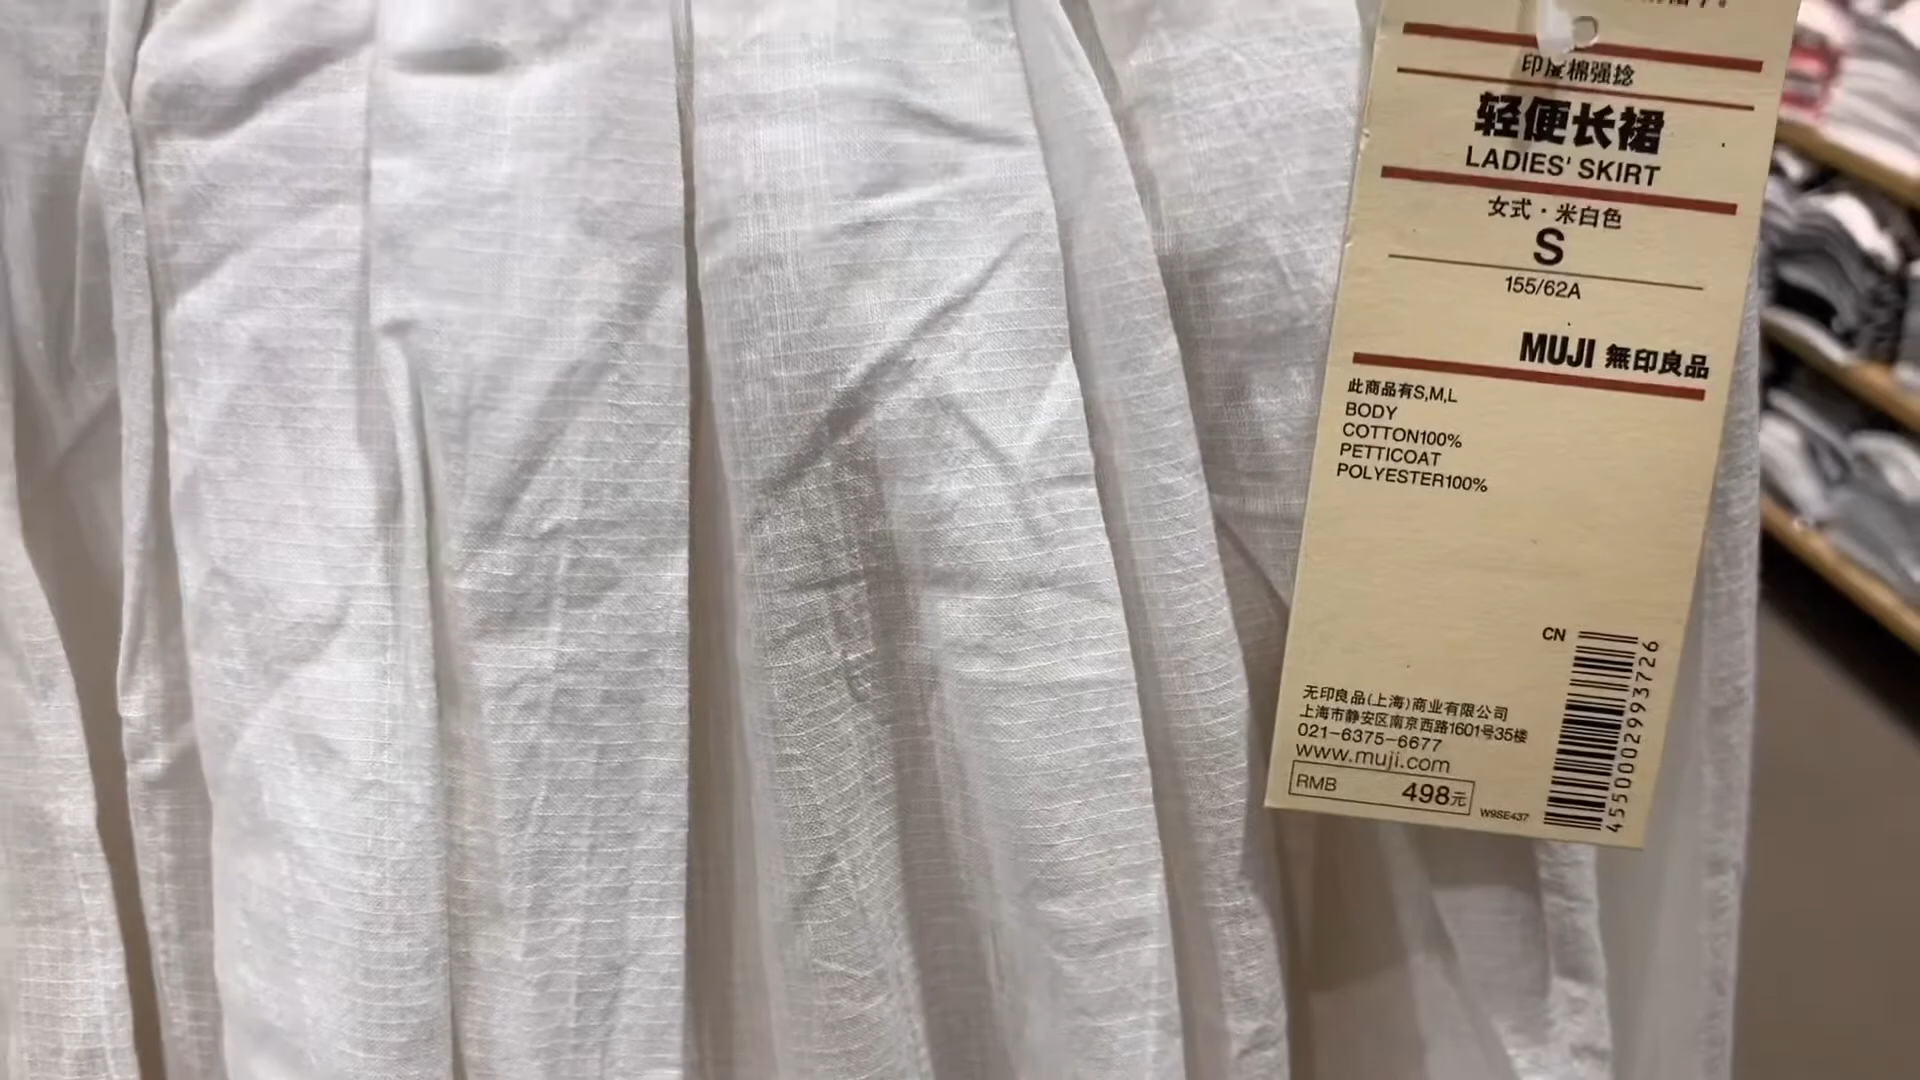 印度棉强捻
轻便长裙
LADIES' SKIRT
女式·米白色
S
155/62A
MUJI 無印良品
此商品有S,M,L
BODY
COTTON100%
PETTICOAT
POLYESTER100%
CN
4550002993726
无印良品(上海)商业有限公司
上海市静安区南京西路1601号35楼
021-6375-6677
www.muji.com
RMB 498元
W9SE437